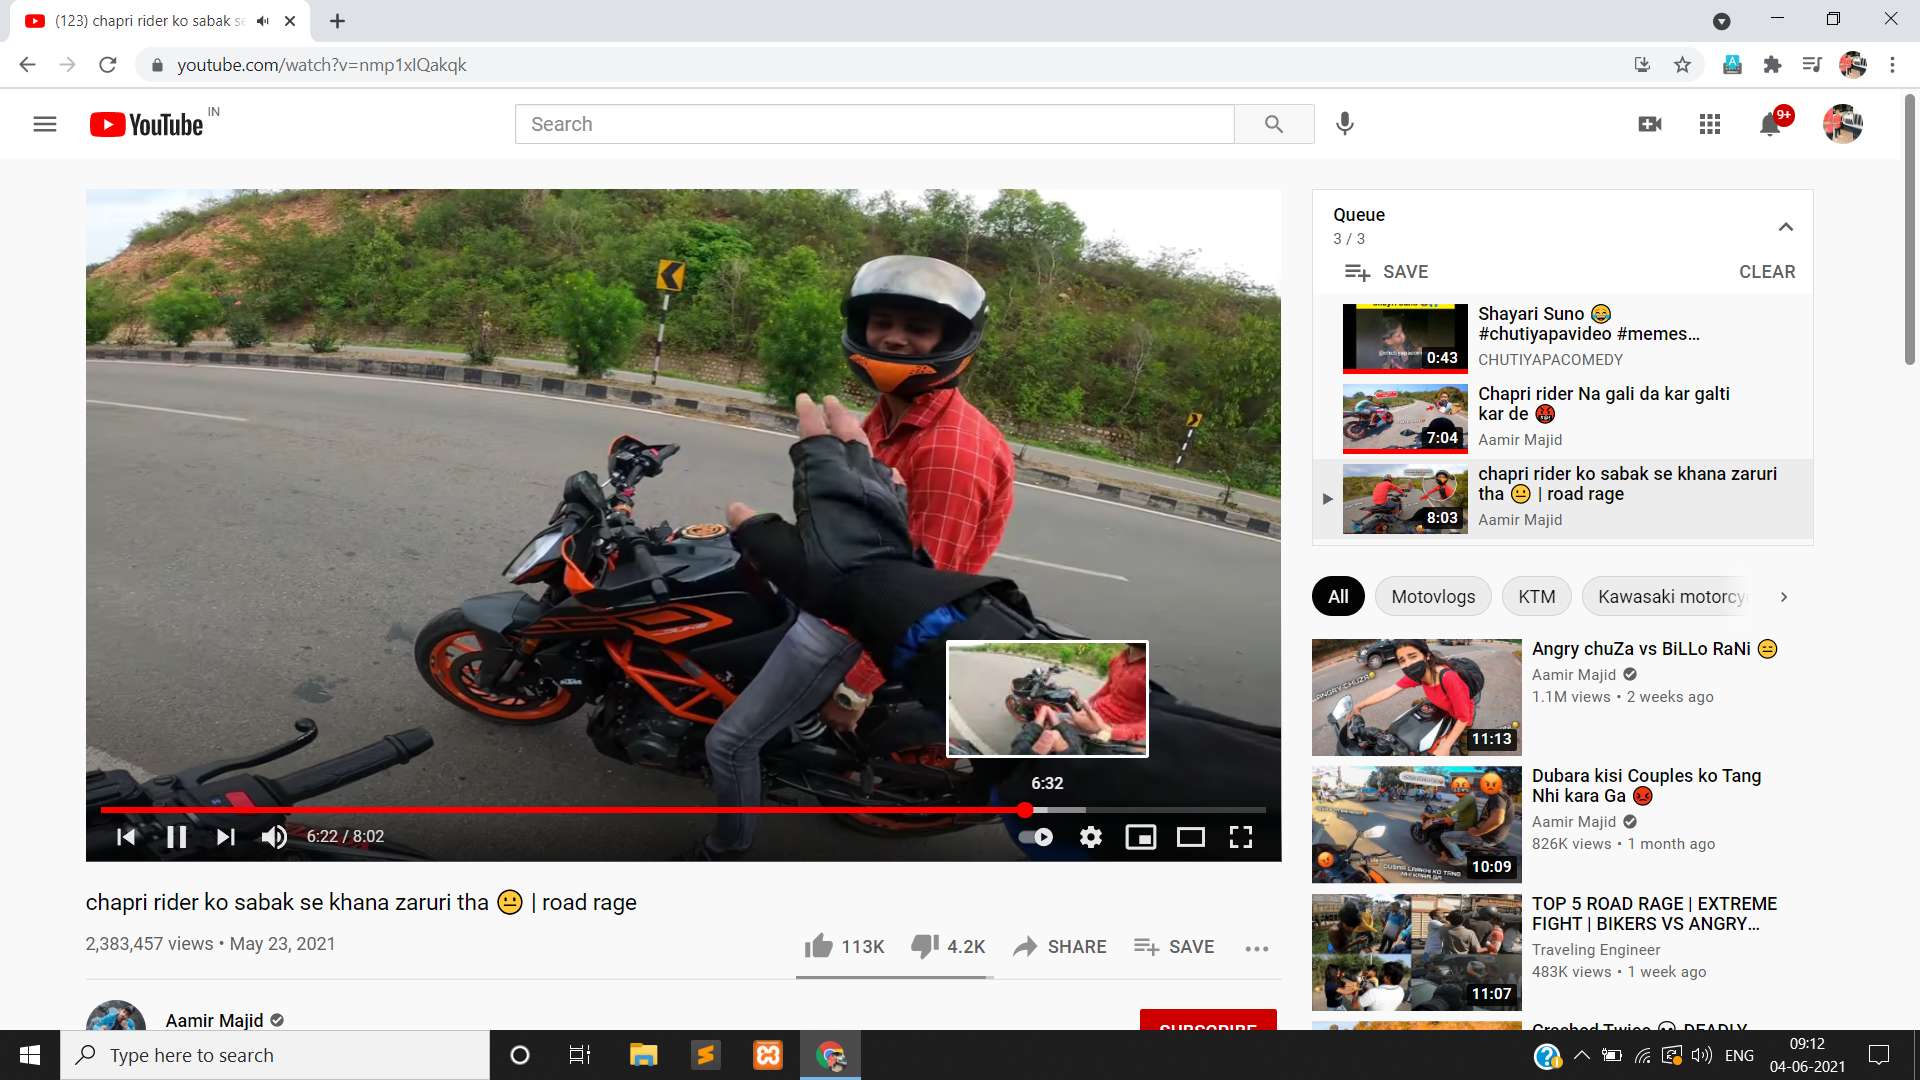 (123) chapri rider ko sabak se
youtube.com/watch?v=nmp1xIQakqk
YouTube IN
Search
9+
Queue
3 / 3
SAVE
CLEAR
Shayari Suno 😂
#chutiyapavideo #memes...
CHUTIYAPACOMEDY
0:43
Chapri rider Na gali da kar galti
kar de 🤬
Aamir Majid
7:04
chapri rider ko sabak se khana zaruri
tha 😐 | road rage
Aamir Majid
8:03
All
Motovlogs
KTM
Kawasaki motorcy
Angry chuZa vs BiLLo RaNi 😑
Aamir Majid
1.1M views • 2 weeks ago
11:13
Dubara kisi Couples ko Tang
Nhi kara Ga 😡
Aamir Majid
826K views • 1 month ago
10:09
TOP 5 ROAD RAGE | EXTREME
FIGHT | BIKERS VS ANGRY...
Traveling Engineer
483K views • 1 week ago
11:07
Crashed Twice 💀 DEADLY
6:32
6:22 / 8:02
chapri rider ko sabak se khana zaruri tha 😐 | road rage
2,383,457 views • May 23, 2021
113K
4.2K
SHARE
SAVE
Aamir Majid
SUBSCRIBE
Type here to search
ENG
09:12
04-06-2021